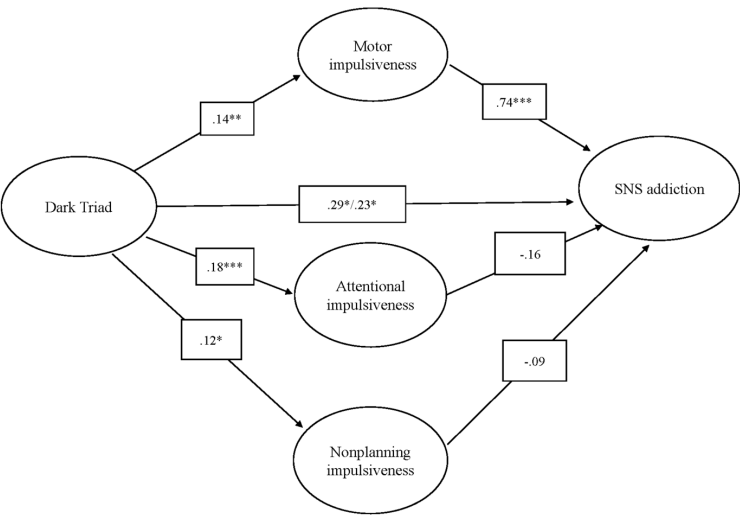 Motor
impulsiveness
.14**
.74***
Dark Triad
.29*/.23*
SNS addiction
.18***
Attentional
impulsiveness
-.16
.12*
-.09
Nonplanning
impulsiveness